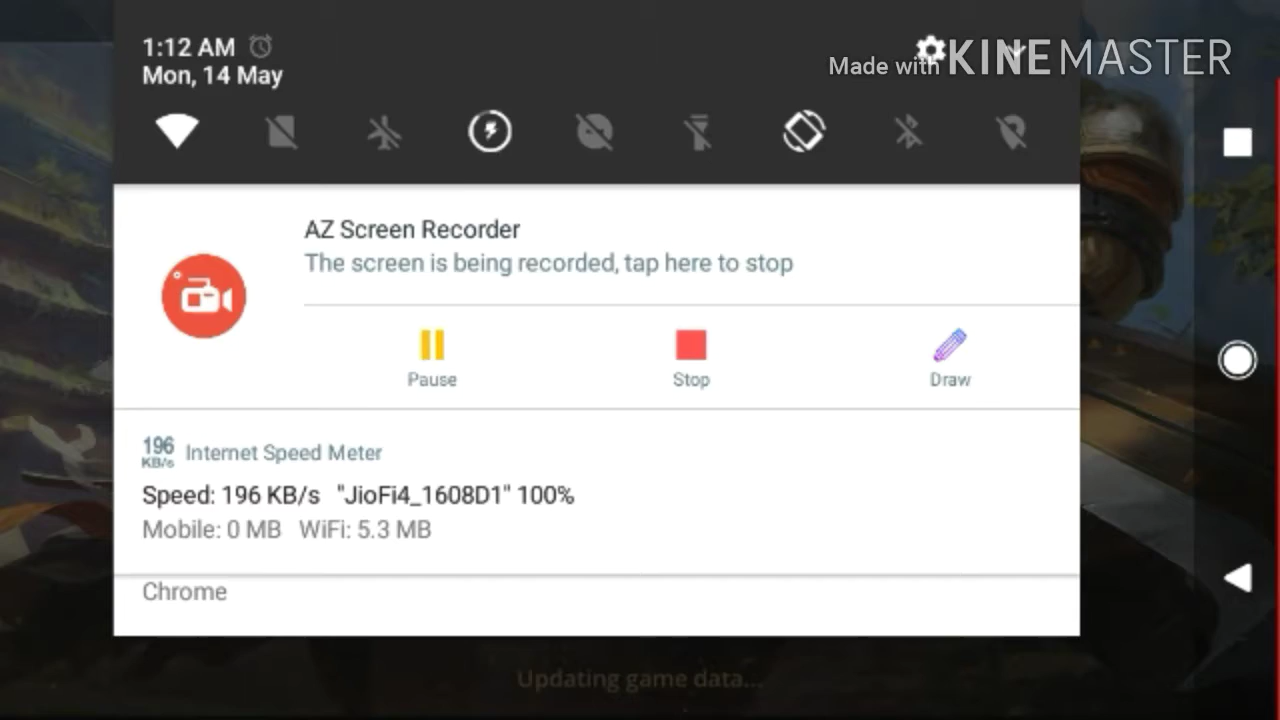 1:12 AM
Mon, 14 May
Made with KINEMASTER
AZ Screen Recorder
The screen is being recorded, tap here to stop
Pause
Stop
Draw
196 KB/s
Internet Speed Meter
Speed: 196 KB/s "JioFi4_1608D1" 100%
Mobile: 0 MB WiFi: 5.3 MB
Chrome
Updating game data...